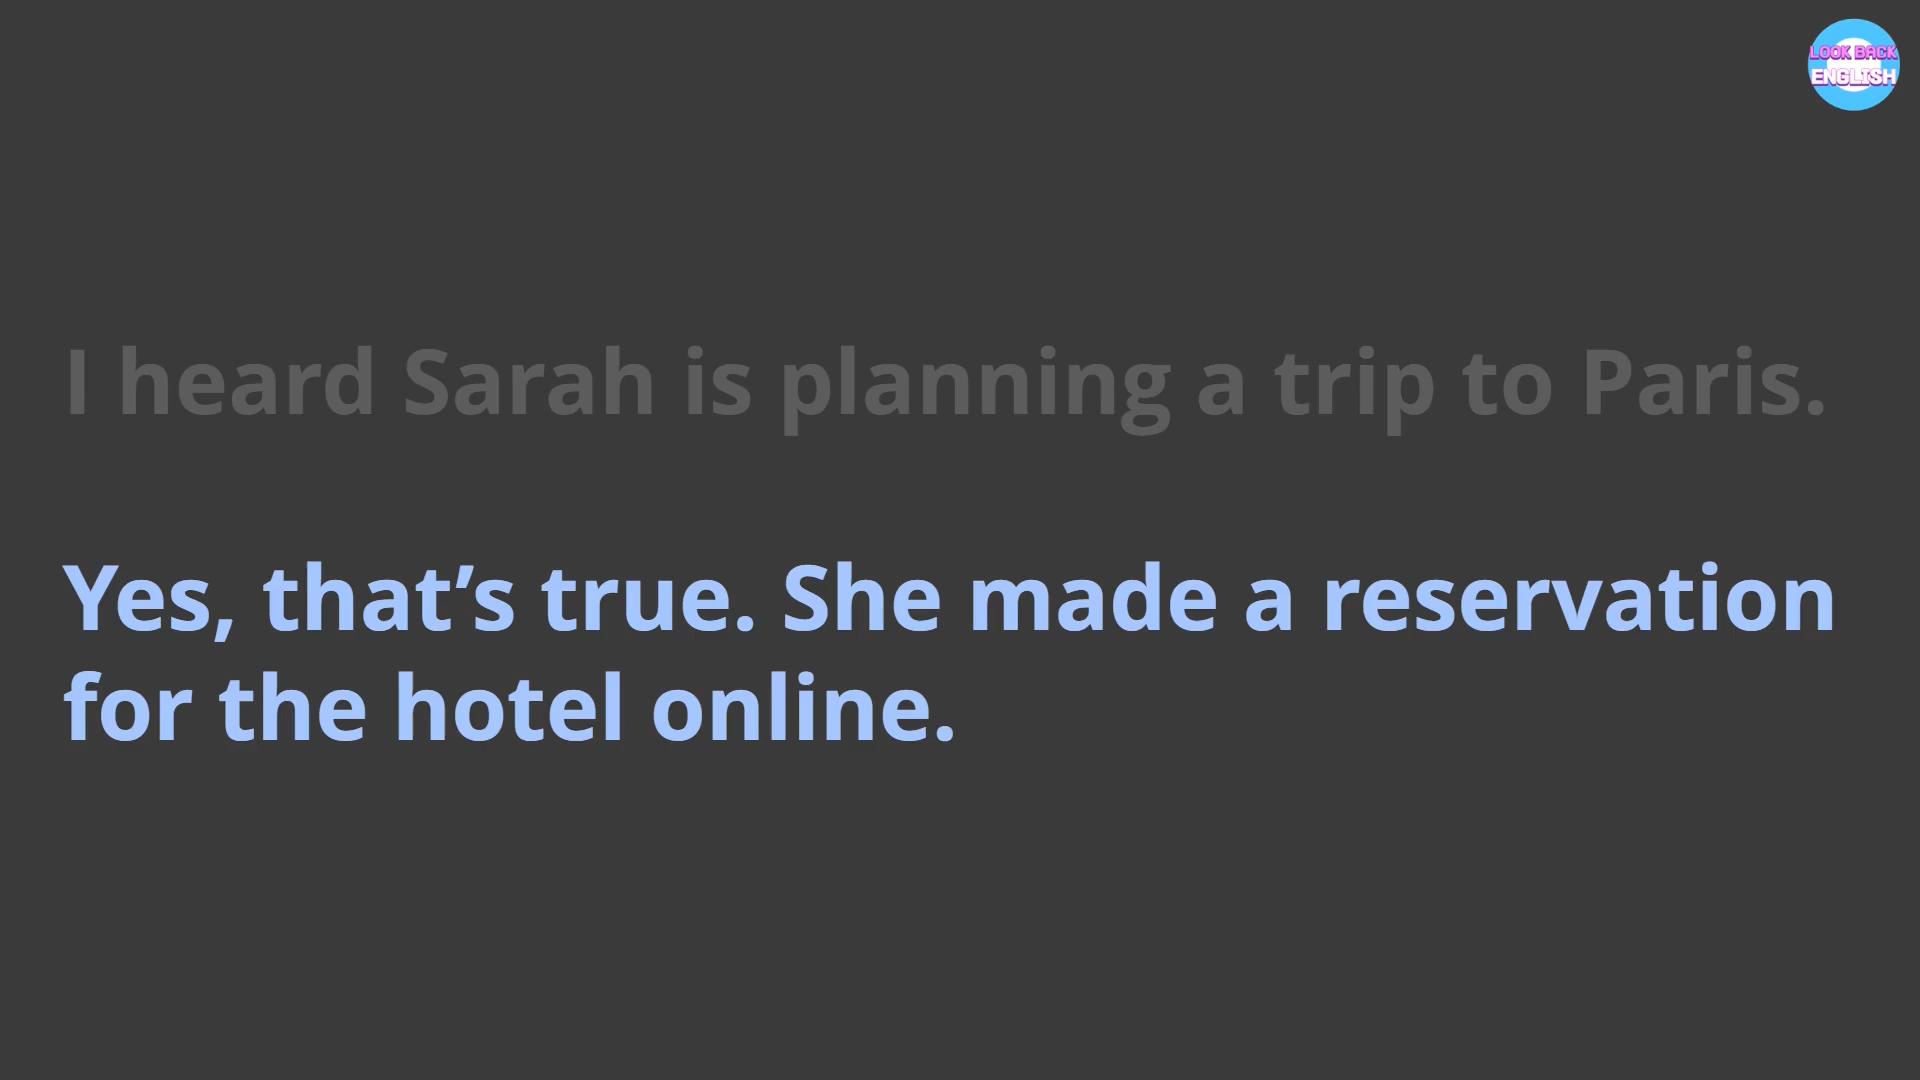 LOOK BACK
ENGLISH
I heard Sarah is planning a trip to Paris.
Yes, that’s true. She made a reservation
for the hotel online.